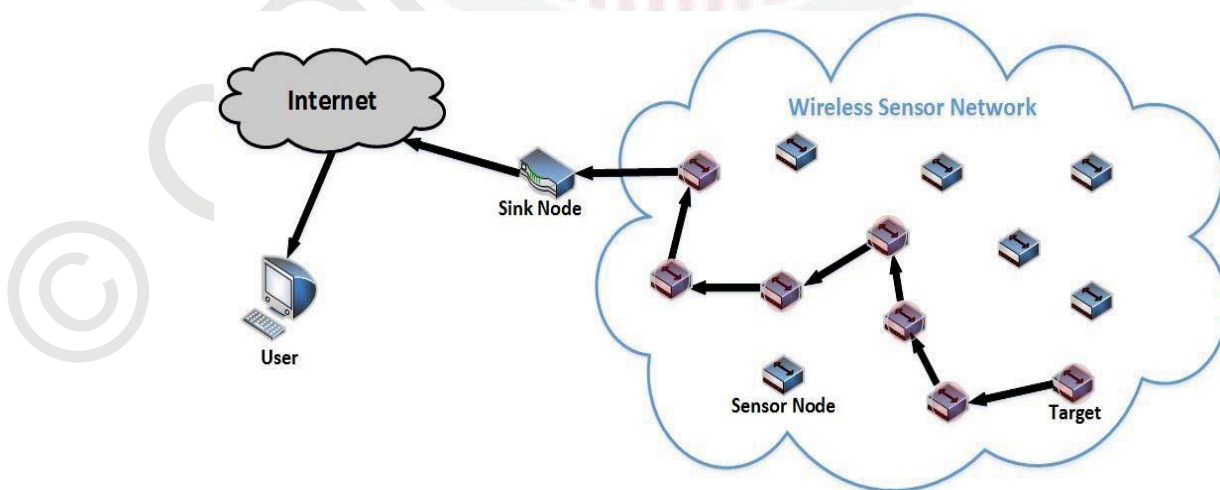 Internet
Wireless Sensor Network
Sink Node
User
Sensor Node
Target